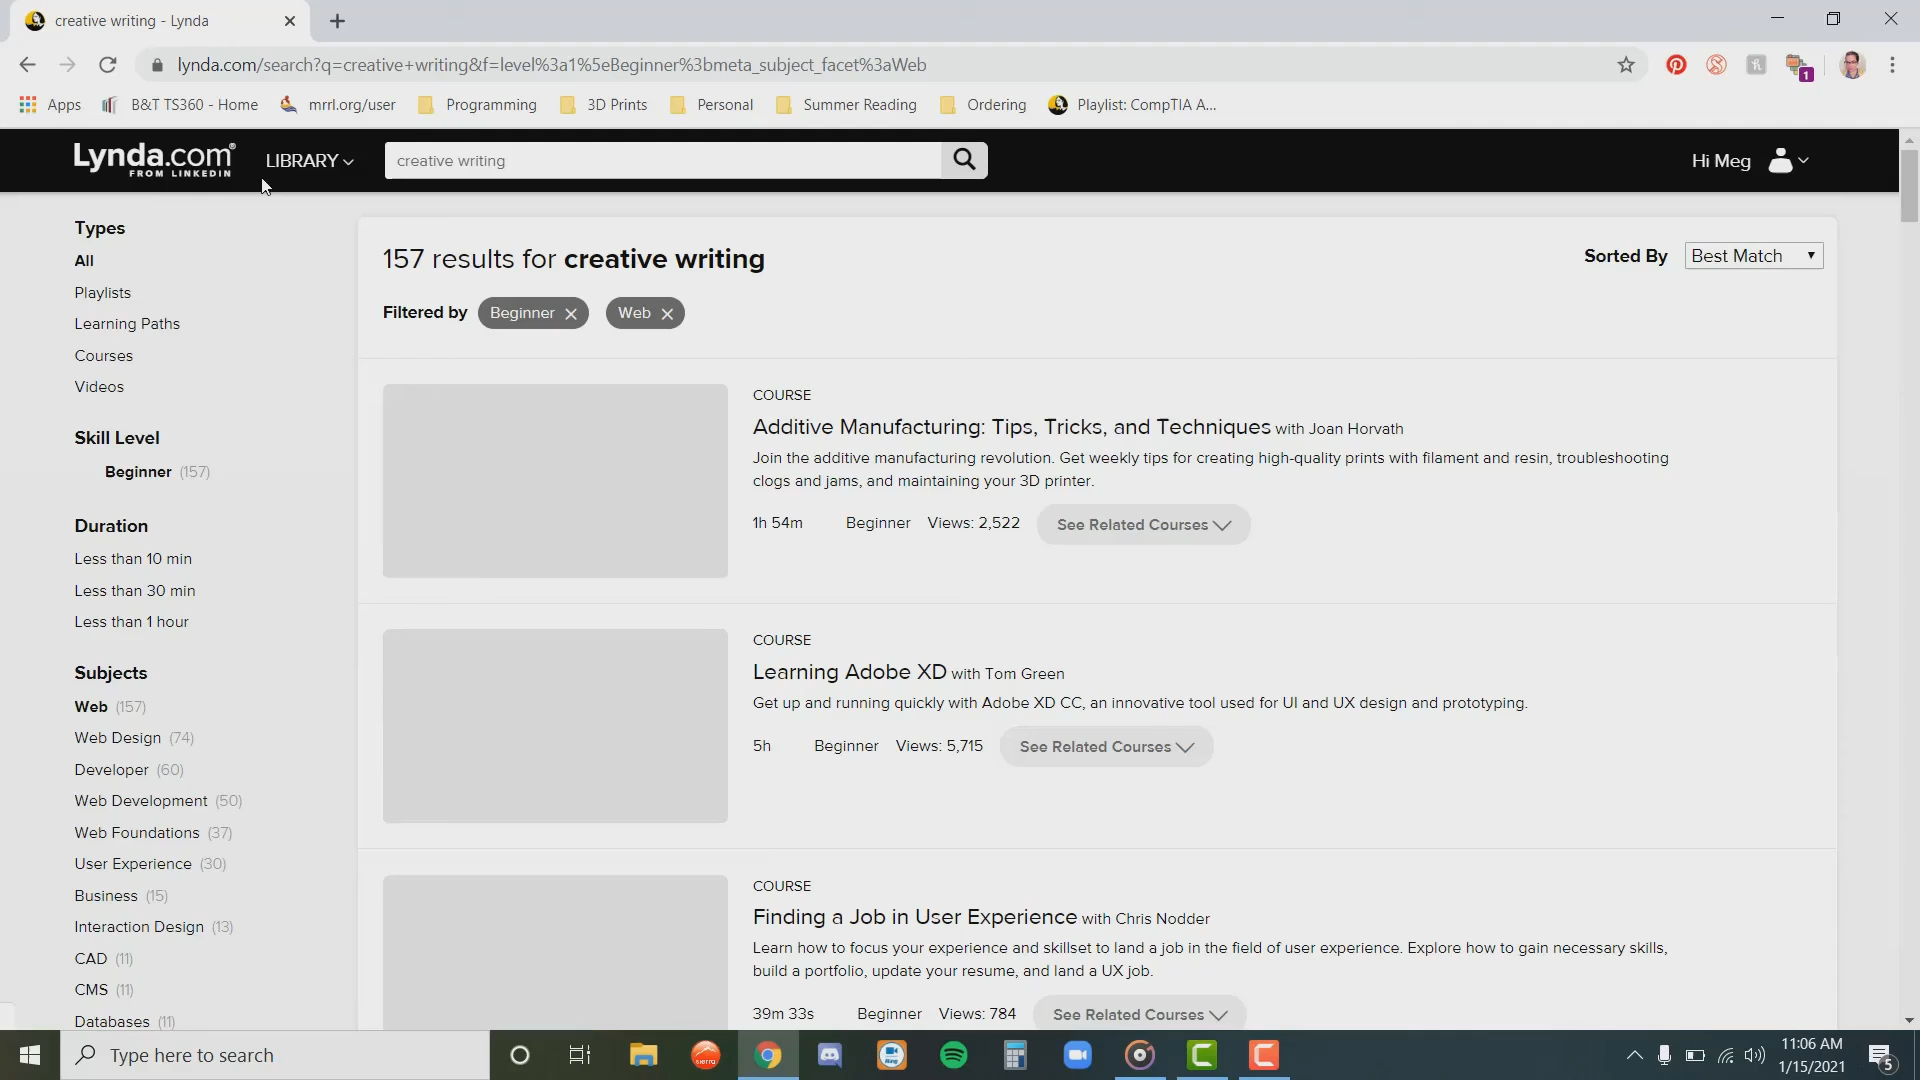 creative writing - Lynda
lynda.com/search?q=creative+writing&f=level%3a1%5eBeginner%3bmeta_subject_facet%3aWeb
1
Apps
B&T TS360 - Home
mrrl.org/user
Programming
3D Prints
Personal
Summer Reading
Ordering
Playlist: CompTIA A...
Lynda.com®
FROM LINKEDIN
LIBRARY
creative writing
Hi Meg
Types
All
Playlists
Learning Paths
Courses
Videos
Skill Level
Beginner (157)
Duration
Less than 10 min
Less than 30 min
Less than 1 hour
Subjects
Web (157)
Web Design (74)
Developer (60)
Web Development (50)
Web Foundations (37)
User Experience (30)
Business (15)
Interaction Design (13)
CAD (11)
CMS (11)
Databases (11)
157 results for creative writing
Sorted By Best Match
Filtered by Beginner Web
COURSE
Additive Manufacturing: Tips, Tricks, and Techniques with Joan Horvath
Join the additive manufacturing revolution. Get weekly tips for creating high-quality prints with filament and resin, troubleshooting
clogs and jams, and maintaining your 3D printer.
1h 54m Beginner Views: 2,522 See Related Courses
COURSE
Learning Adobe XD with Tom Green
Get up and running quickly with Adobe XD CC, an innovative tool used for UI and UX design and prototyping.
5h Beginner Views: 5,715 See Related Courses
COURSE
Finding a Job in User Experience with Chris Nodder
Learn how to focus your experience and skillset to land a job in the field of user experience. Explore how to gain necessary skills,
build a portfolio, update your resume, and land a UX job.
39m 33s Beginner Views: 784 See Related Courses
Type here to search
sierra
11:06 AM
1/15/2021
5